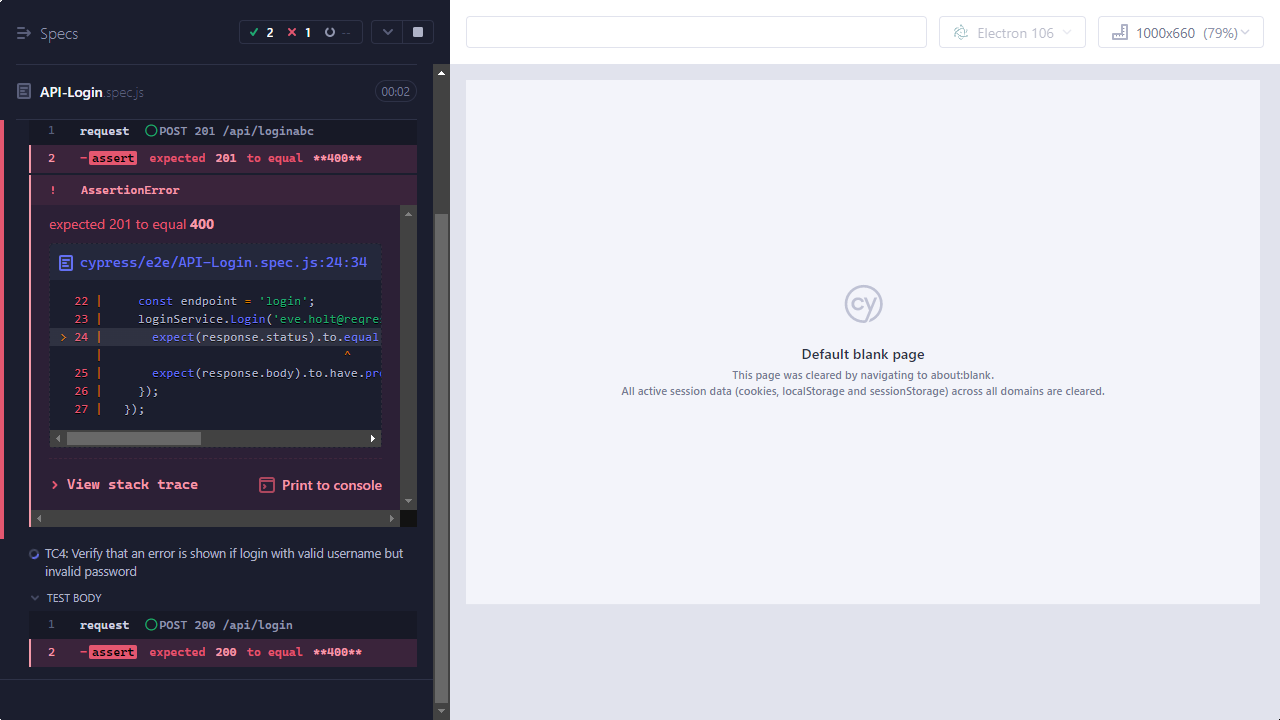 Specs
2
1
--
Electron 106
1000x660 (79%)
API-Login.spec.js
00:02
1 request POST 201 /api/loginabc
2 -assert expected 201 to equal **400**
! AssertionError
expected 201 to equal 400
cypress/e2e/API-Login.spec.js:24:34
22 | const endpoint = 'login';
23 | loginService.Login('eve.holt@reqres
> 24 | expect(response.status).to.equal
| ^
25 | expect(response.body).to.have.pro
26 | });
27 | });
> View stack trace
Print to console
TC4: Verify that an error is shown if login with valid username but
invalid password
TEST BODY
1 request POST 200 /api/login
2 -assert expected 200 to equal **400**
cy
Default blank page
This page was cleared by navigating to about:blank.
All active session data (cookies, localStorage and sessionStorage) across all domains are cleared.